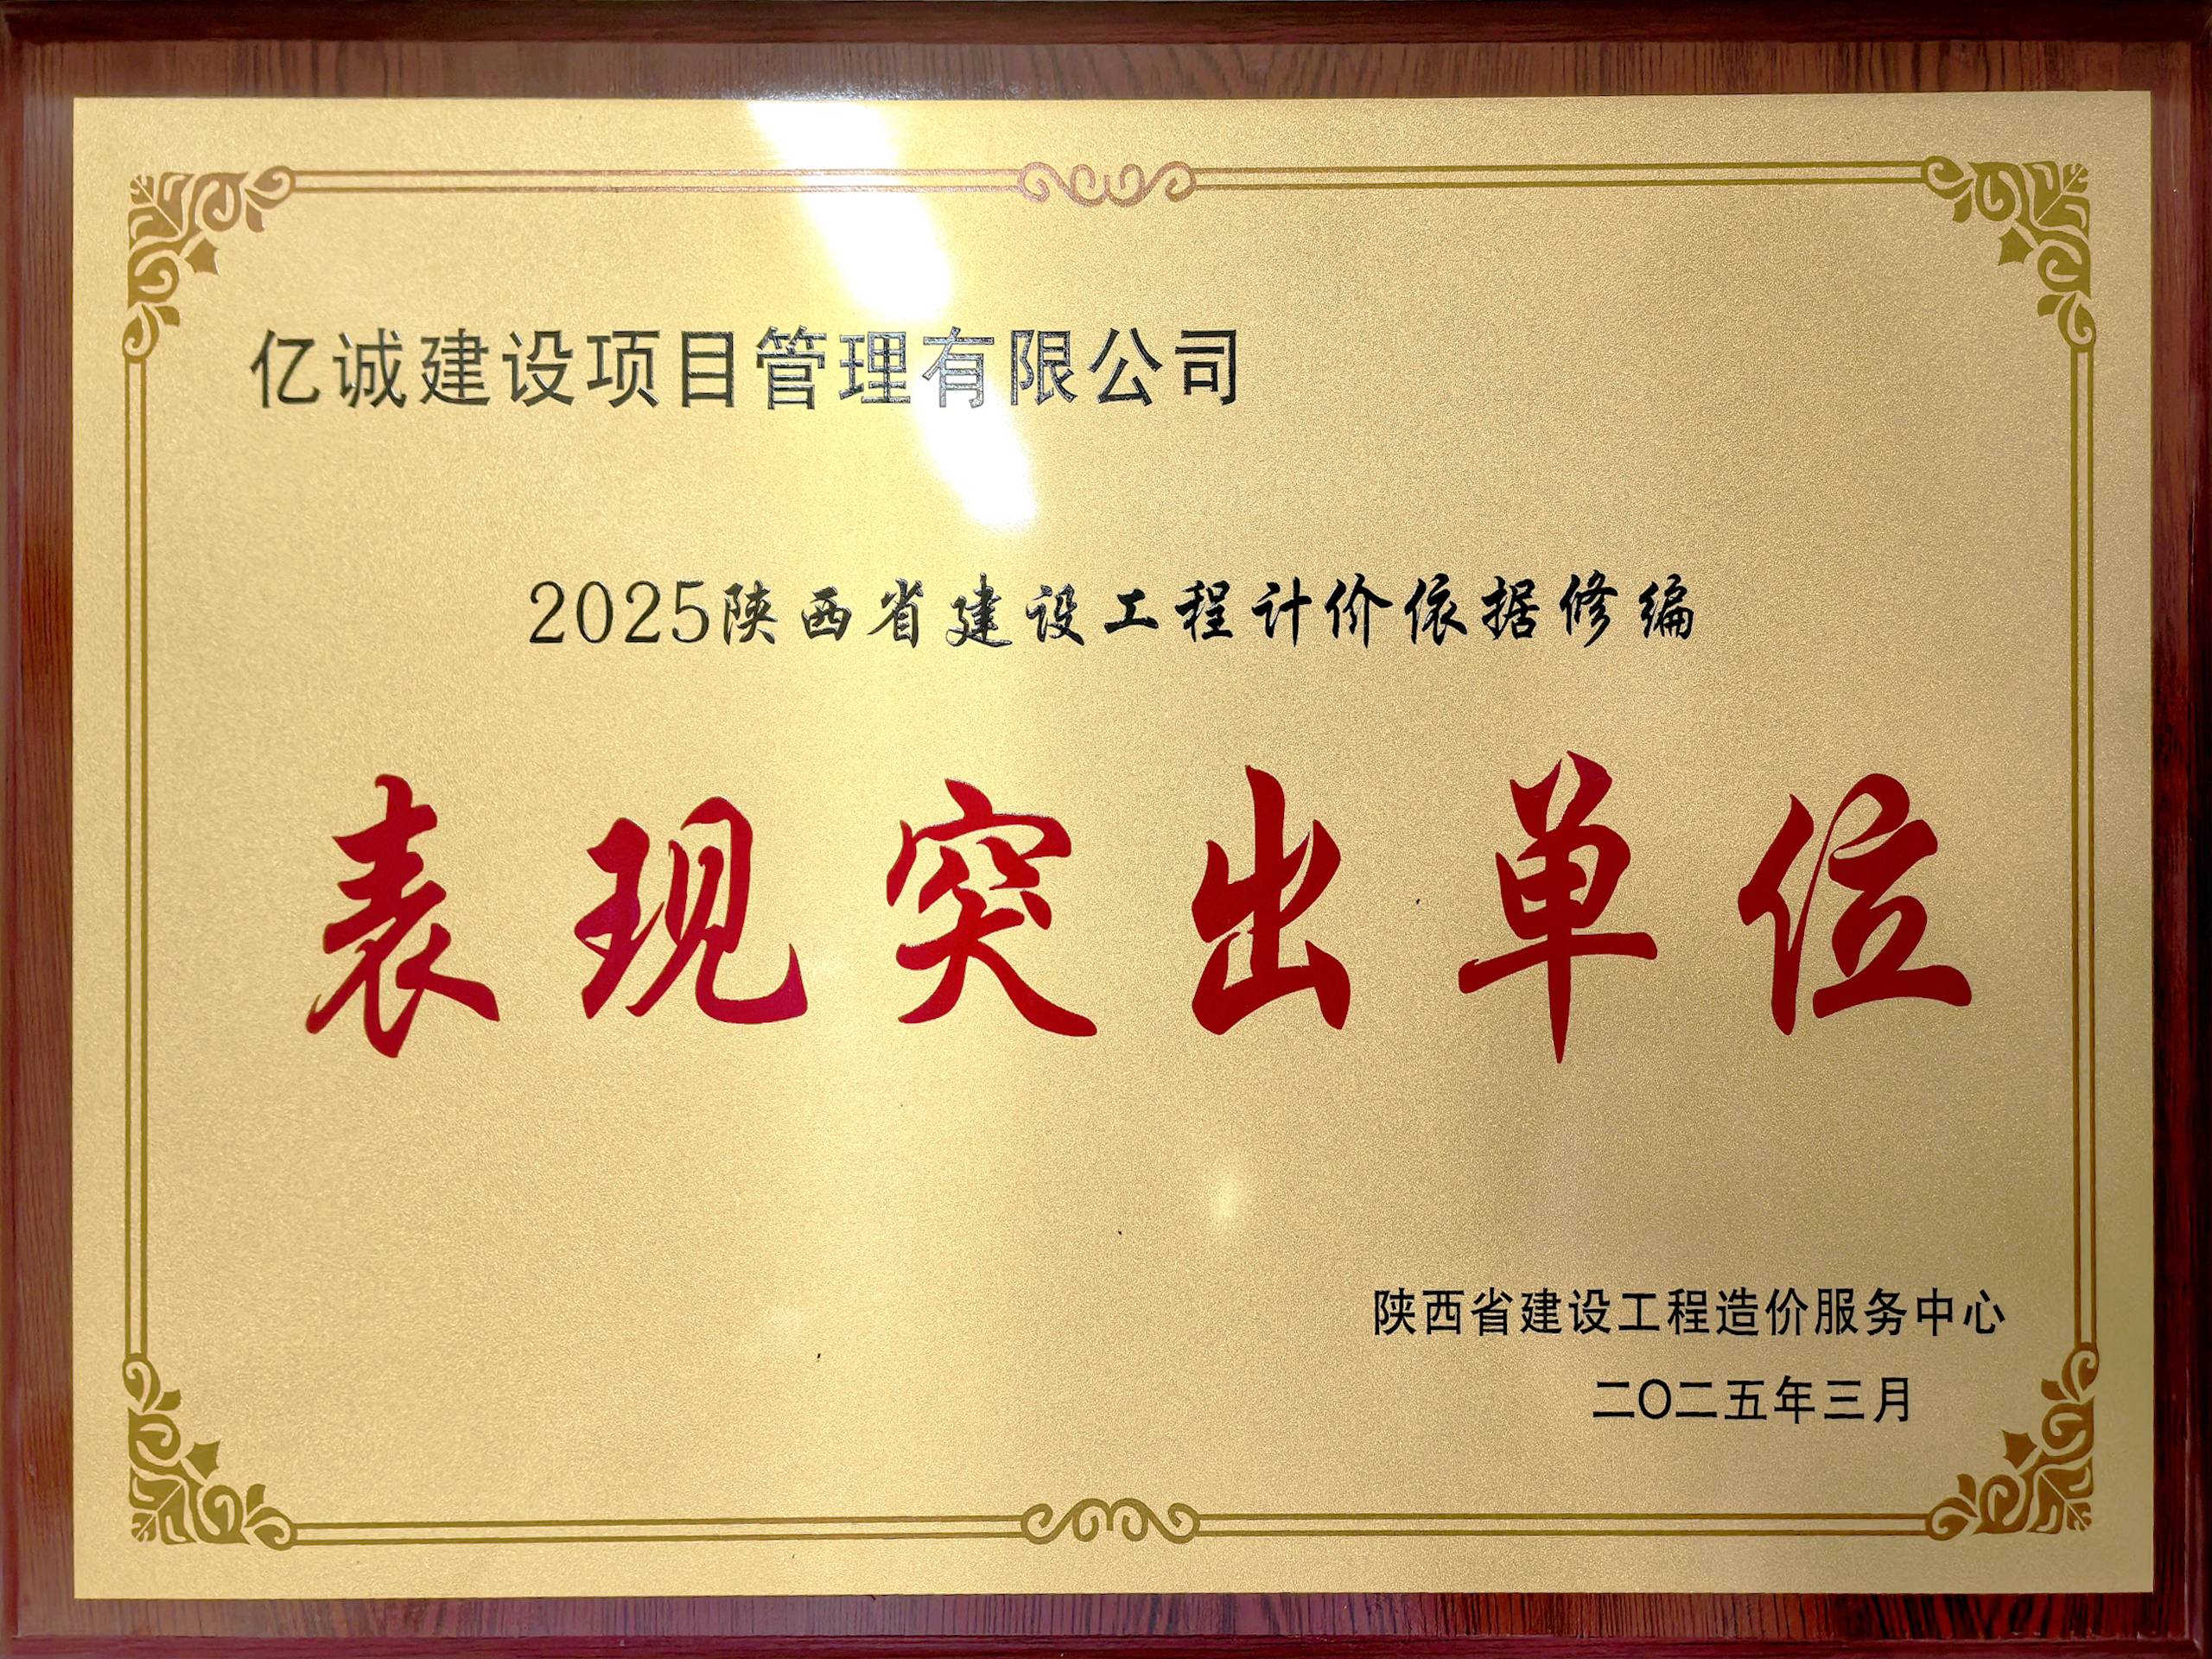 亿诚建设项目管理有限公司
2025陕西省建设工程计价依据修编
表现突出单位
陕西省建设工程造价服务中心
二〇二五年三月